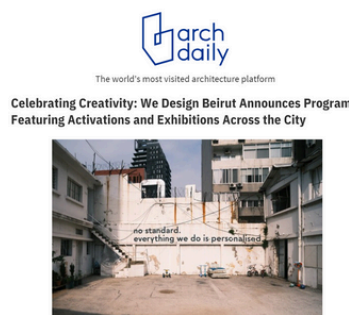 arch
daily
The world's most visited architecture platform
Celebrating Creativity: We Design Beirut Announces Program
Featuring Activations and Exhibitions Across the City
no standard.
everything we do is personalised.